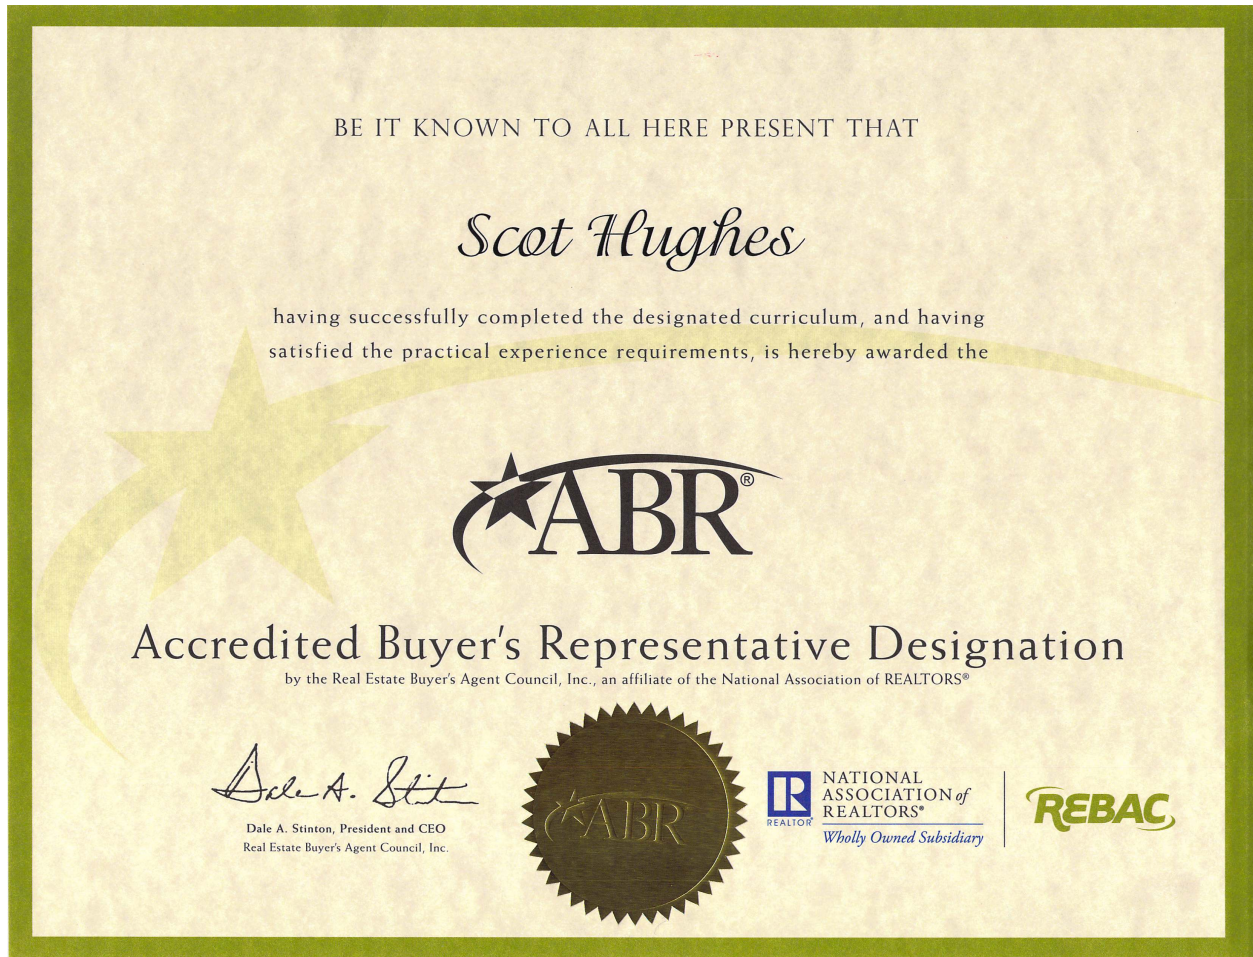 BE IT KNOWN TO ALL HERE PRESENT THAT
Scot Hughes
having successfully completed the designated curriculum, and having
satisfied the practical experience requirements, is hereby awarded the
ABR®
Accredited Buyer's Representative Designation
by the Real Estate Buyer's Agent Council, Inc., an affiliate of the National Association of REALTORS®
Dale A. Stinton
Dale A. Stinton, President and CEO
Real Estate Buyer's Agent Council, Inc.
ABR
R
REALTOR®
NATIONAL
ASSOCIATION of
REALTORS®
Wholly Owned Subsidiary
REBAC